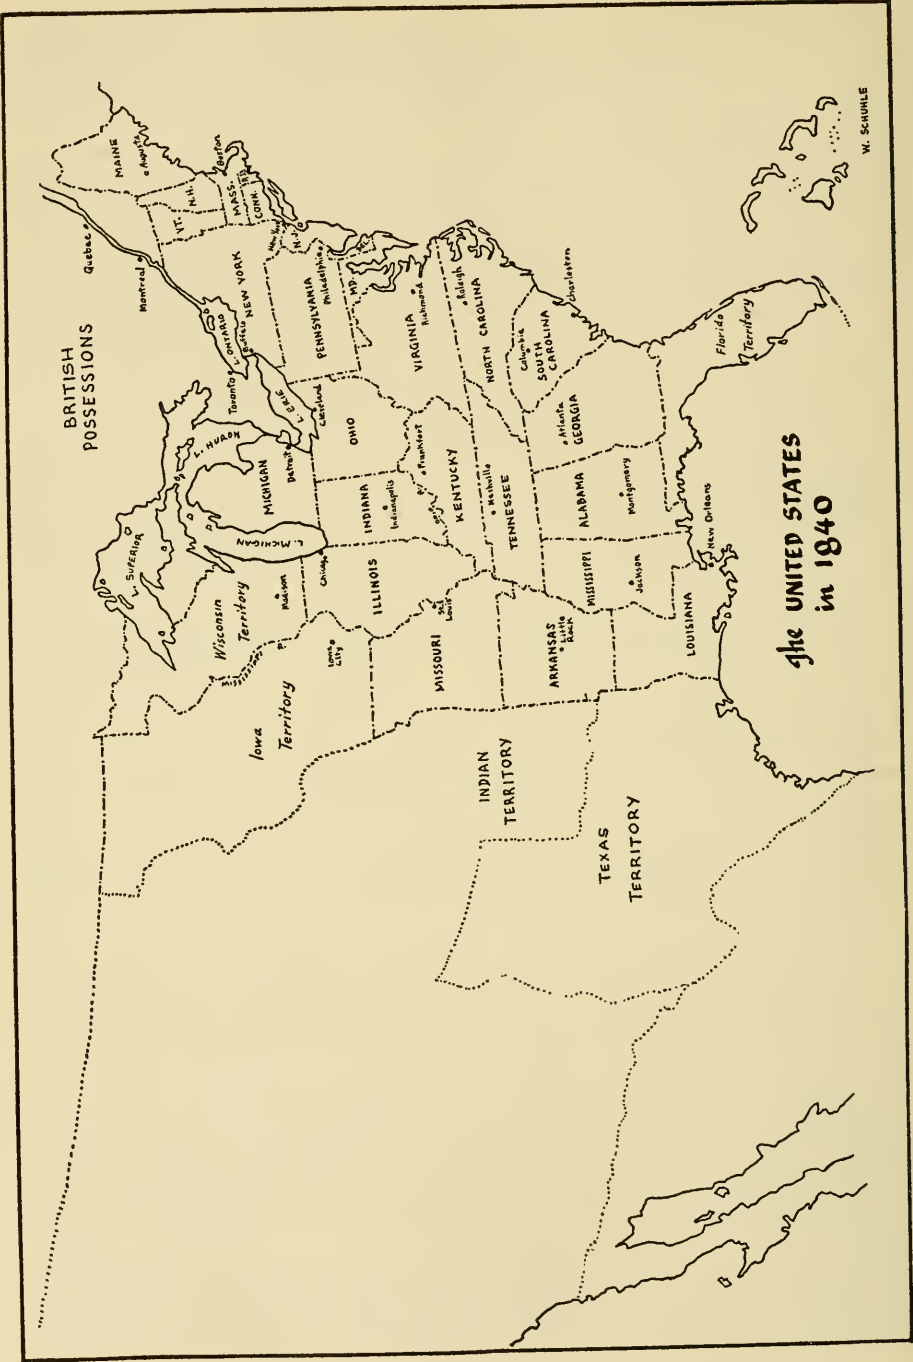 The UNITED STATES
in 1840
BRITISH
POSSESSIONS
Quebec
Montreal
Toronto
MAINE
Augusta
N.H.
VT.
MASS.
Boston
R.I.
CONN.
NEW YORK
Buffalo
New York
N.J.
PENNSYLVANIA
Philadelphia
MD.
L. ONTARIO
L. ERIE
L. HURON
L. MICHIGAN
L. SUPERIOR
MICHIGAN
Detroit
Cleveland
OHIO
INDIANA
Indianapolis
ILLINOIS
Chicago
Wisconsin
Territory
Madison
Iowa
Territory
Iowa
City
MISSOURI
St.
Louis
KENTUCKY
Frankfort
VIRGINIA
Richmond
NORTH CAROLINA
Raleigh
SOUTH
CAROLINA
Columbia
Charleston
TENNESSEE
Nashville
GEORGIA
Atlanta
ALABAMA
Montgomery
MISSISSIPPI
Jackson
ARKANSAS
Little
Rock
LOUISIANA
New Orleans
Florida
Territory
INDIAN
TERRITORY
TEXAS
TERRITORY
W. SCHUHLE